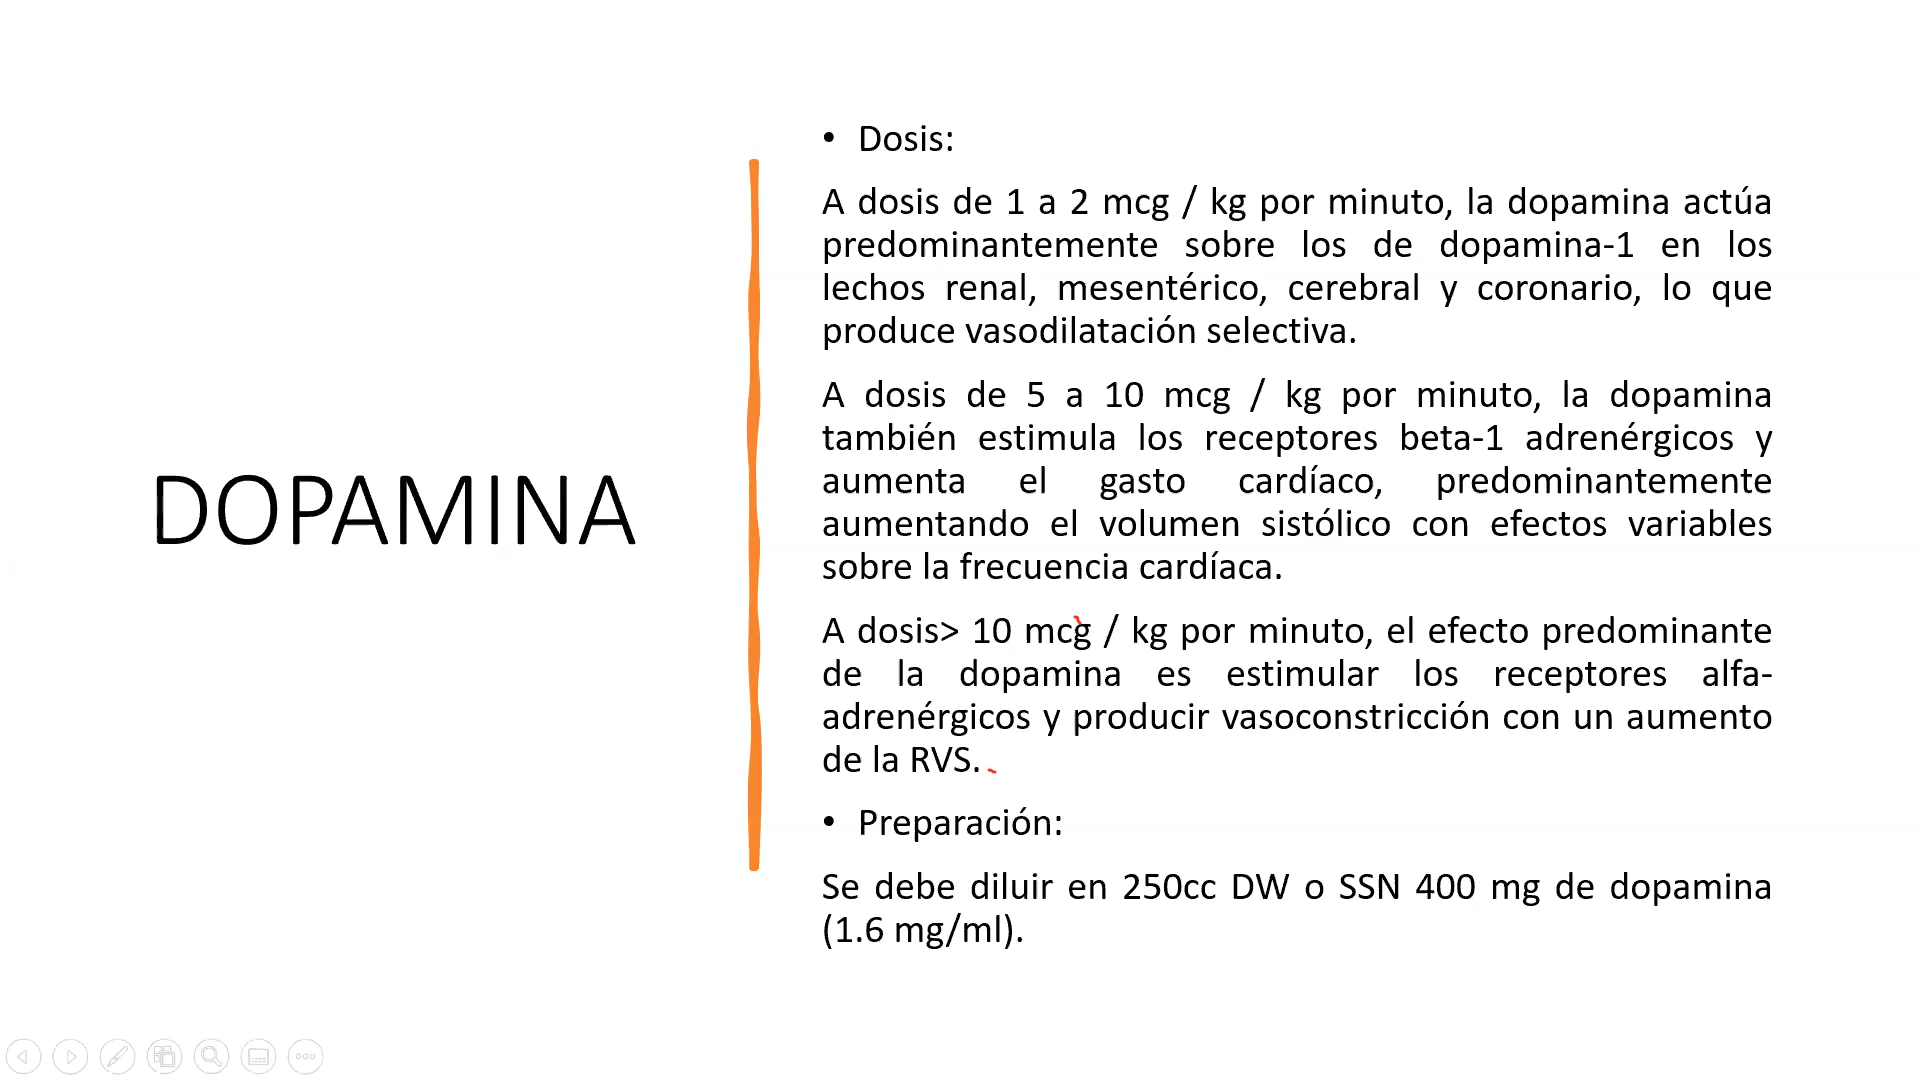 DOPAMINA
• Dosis:
A dosis de 1 a 2 mcg / kg por minuto, la dopamina actúa
predominantemente sobre los de dopamina-1 en los
lechos renal, mesentérico, cerebral y coronario, lo que
produce vasodilatación selectiva.
A dosis de 5 a 10 mcg / kg por minuto, la dopamina
también estimula los receptores beta-1 adrenérgicos y
aumenta el gasto cardíaco, predominantemente
aumentando el volumen sistólico con efectos variables
sobre la frecuencia cardíaca.
A dosis> 10 mcg / kg por minuto, el efecto predominante
de la dopamina es estimular los receptores alfa-
adrenérgicos y producir vasoconstricción con un aumento
de la RVS.
• Preparación:
Se debe diluir en 250cc DW o SSN 400 mg de dopamina
(1.6 mg/ml).